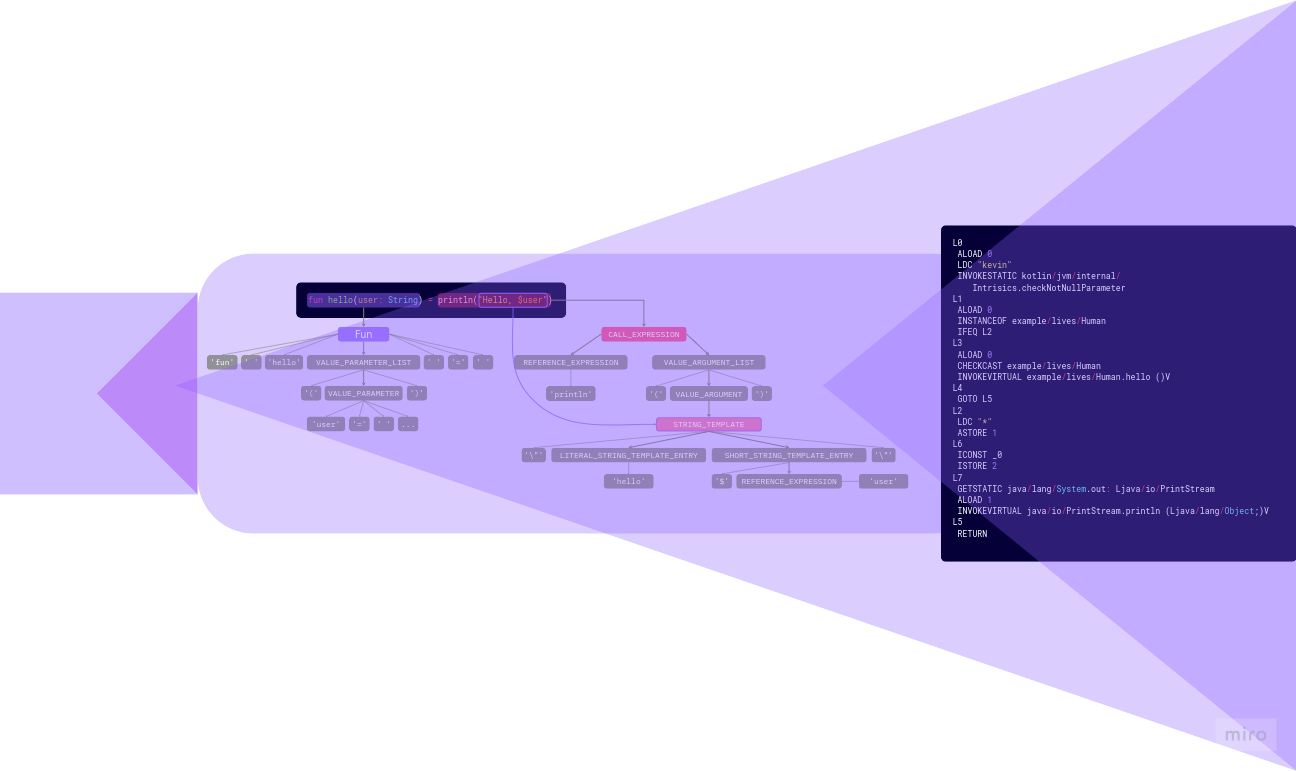 fun hello(user: String) = println("Hello, $user")
Fun
CALL_EXPRESSION
'fun' ' ' 'hello' VALUE_PARAMETER_LIST ' ' '=' ' '
REFERENCE_EXPRESSION VALUE_ARGUMENT_LIST
'(' VALUE_PARAMETER ')'
'println' '(' VALUE_ARGUMENT ')'
'user' '=' ' ' ...
STRING_TEMPLATE
'\"' LITERAL_STRING_TEMPLATE_ENTRY SHORT_STRING_TEMPLATE_ENTRY '\"'
'hello' '$' REFERENCE_EXPRESSION 'user'
L0
ALOAD 0
LDC "kevin"
INVOKESTATIC kotlin/jvm/internal/
Intrisics.checkNotNullParameter
L1
ALOAD 0
INSTANCEOF example/lives/Human
IFEQ L2
L3
ALOAD 0
CHECKCAST example/lives/Human
INVOKEVIRTUAL example/lives/Human.hello ()V
L4
GOTO L5
L2
LDC "*"
ASTORE 1
L6
ICONST _0
ISTORE 2
L7
GETSTATIC java/lang/System.out: Ljava/io/PrintStream
ALOAD 1
INVOKEVIRTUAL java/io/PrintStream.println (Ljava/lang/Object;)V
L5
RETURN
miro